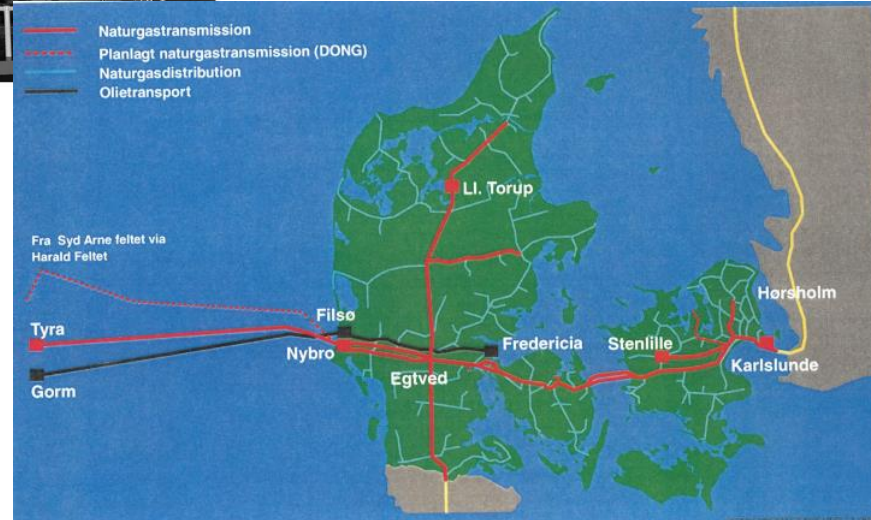 Naturgastransmission
Planlagt naturgastransmission (DONG)
Naturgasdistribution
Olietransport
Ll. Torup
Fra Syd Arne feltet via
Harald Feltet
Hørsholm
Tyra
Filsø
Nybro
Fredericia
Stenlille
Karlslunde
Egtved
Gorm